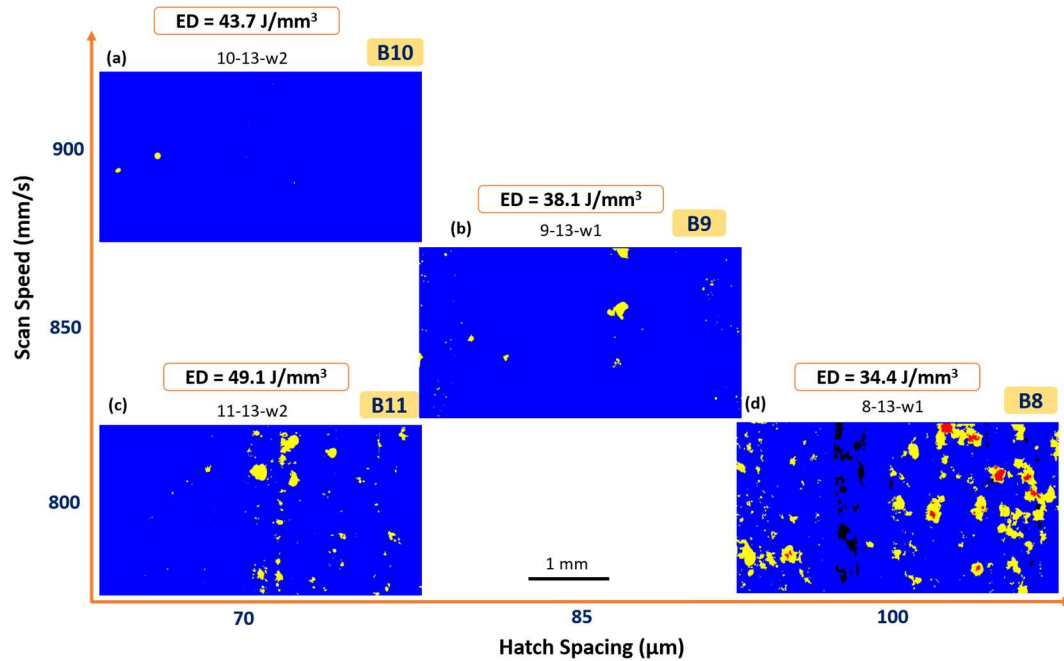 ED = 43.7 J/mm³
(a)
10-13-w2
B10
900
ED = 38.1 J/mm³
(b)
9-13-w1
B9
850
Scan Speed (mm/s)
ED = 49.1 J/mm³
(c)
11-13-w2
B11
ED = 34.4 J/mm³
(d)
8-13-w1
B8
800
1 mm
70
85
100
Hatch Spacing (µm)